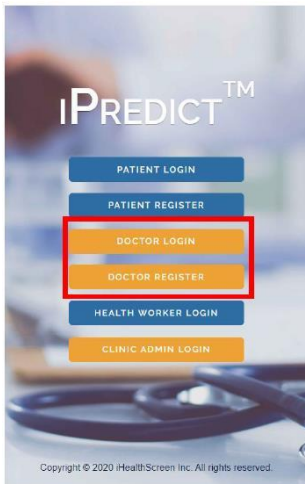 iPREDICT™
PATIENT LOGIN
PATIENT REGISTER
DOCTOR LOGIN
DOCTOR REGISTER
HEALTH WORKER LOGIN
CLINIC ADMIN LOGIN
Copyright © 2020 iHealthScreen Inc. All rights reserved.